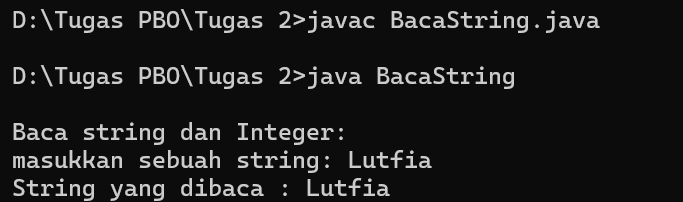 D:\Tugas PBO\Tugas 2>javac BacaString.java
D:\Tugas PBO\Tugas 2>java BacaString
Baca string dan Integer:
masukkan sebuah string: Lutfia
String yang dibaca : Lutfia